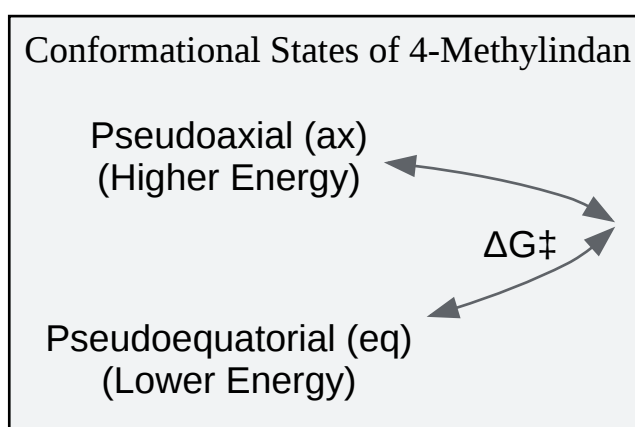 Conformational States of 4-Methylindan
Pseudoaxial (ax)
(Higher Energy)
ΔG‡
Pseudoequatorial (eq)
(Lower Energy)